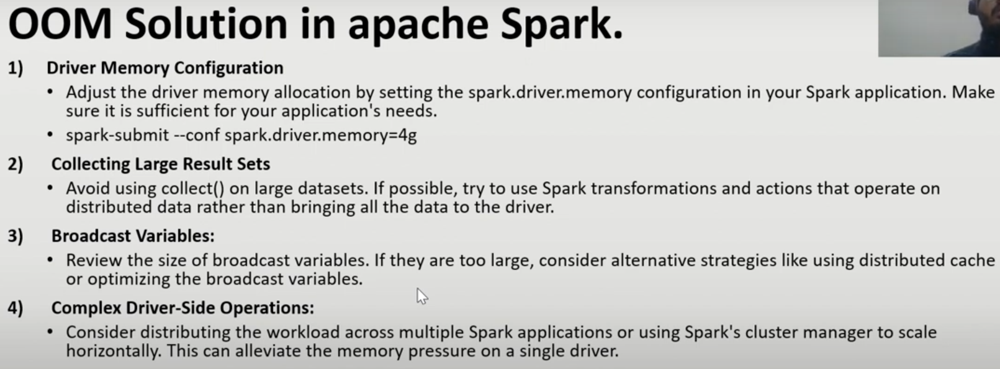 OOM Solution in apache Spark.
1) Driver Memory Configuration
• Adjust the driver memory allocation by setting the spark.driver.memory configuration in your Spark application. Make
sure it is sufficient for your application's needs.
• spark-submit --conf spark.driver.memory=4g
2) Collecting Large Result Sets
• Avoid using collect() on large datasets. If possible, try to use Spark transformations and actions that operate on
distributed data rather than bringing all the data to the driver.
3) Broadcast Variables:
• Review the size of broadcast variables. If they are too large, consider alternative strategies like using distributed cache
or optimizing the broadcast variables.
4) Complex Driver-Side Operations:
• Consider distributing the workload across multiple Spark applications or using Spark's cluster manager to scale
horizontally. This can alleviate the memory pressure on a single driver.